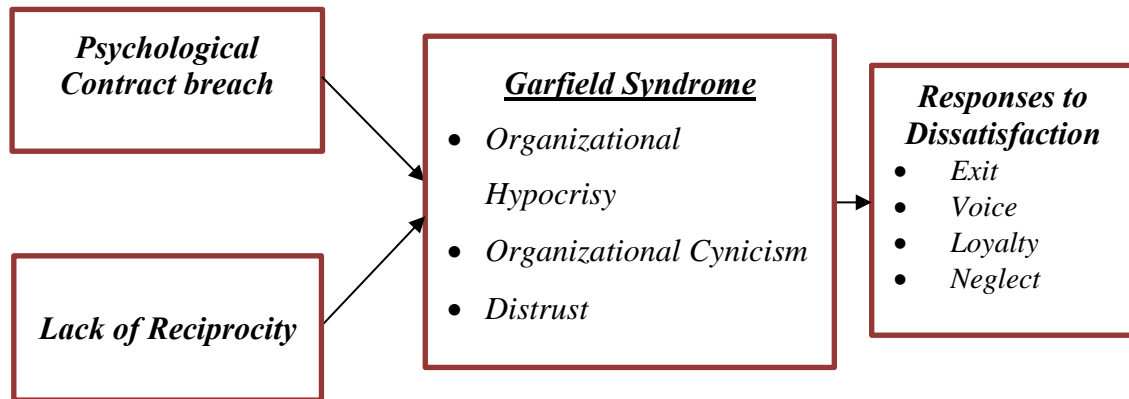 Psychological
Contract breach
Lack of Reciprocity
Garfield Syndrome
• Organizational
Hypocrisy
• Organizational Cynicism
• Distrust
Responses to
Dissatisfaction
• Exit
• Voice
• Loyalty
• Neglect